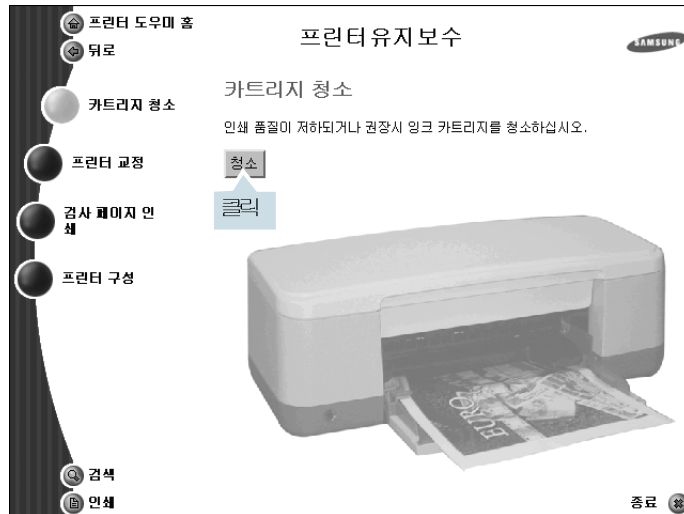 프린터 도우미 홈
뒤로
프린터유지보수
SAMSUNG
카트리지 청소
카트리지 청소
인쇄 품질이 저하되거나 권장시 잉크 카트리지를 청소하십시오.
청소
클릭
프린터 교정
검사 페이지 인
쇄
프린터 구성
EURO
검색
인쇄
종료